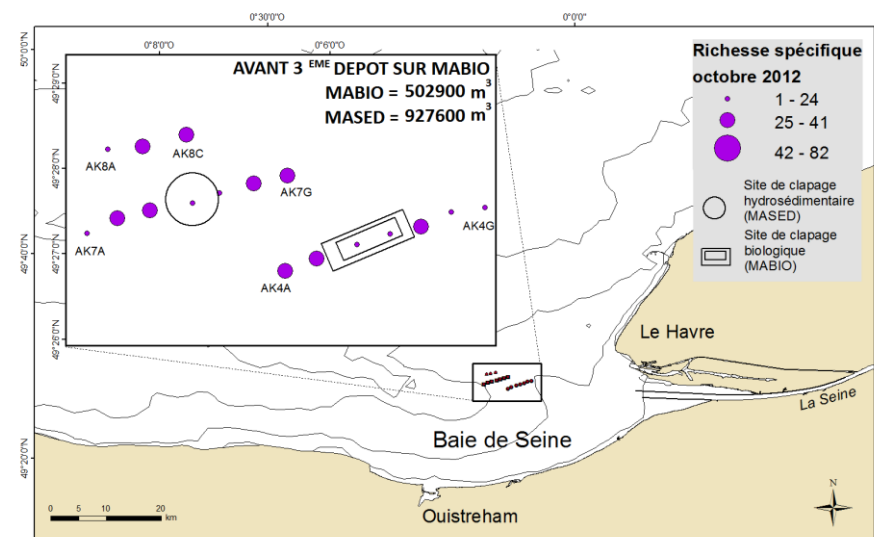 0°30'0"O
0°0'0"
50°0'0"N
49°40'0"N
49°20'0"N
0°8'0"O
0°6'0"O
49°29'0"N
49°28'0"N
49°27'0"N
49°26'0"N
AVANT 3 EME DEPOT SUR MABIO
MABIO = 502900 m3
MASED = 927600 m3
AK8A
AK8C
AK7G
AK7A
AK4G
AK4A
Richesse spécifique
octobre 2012
1 - 24
25 - 41
42 - 82
Site de clapage
hydrosédimentaire
(MASED)
Site de clapage
biologique
(MABIO)
Le Havre
La Seine
Baie de Seine
Ouistreham
0 5 10 20
km
N